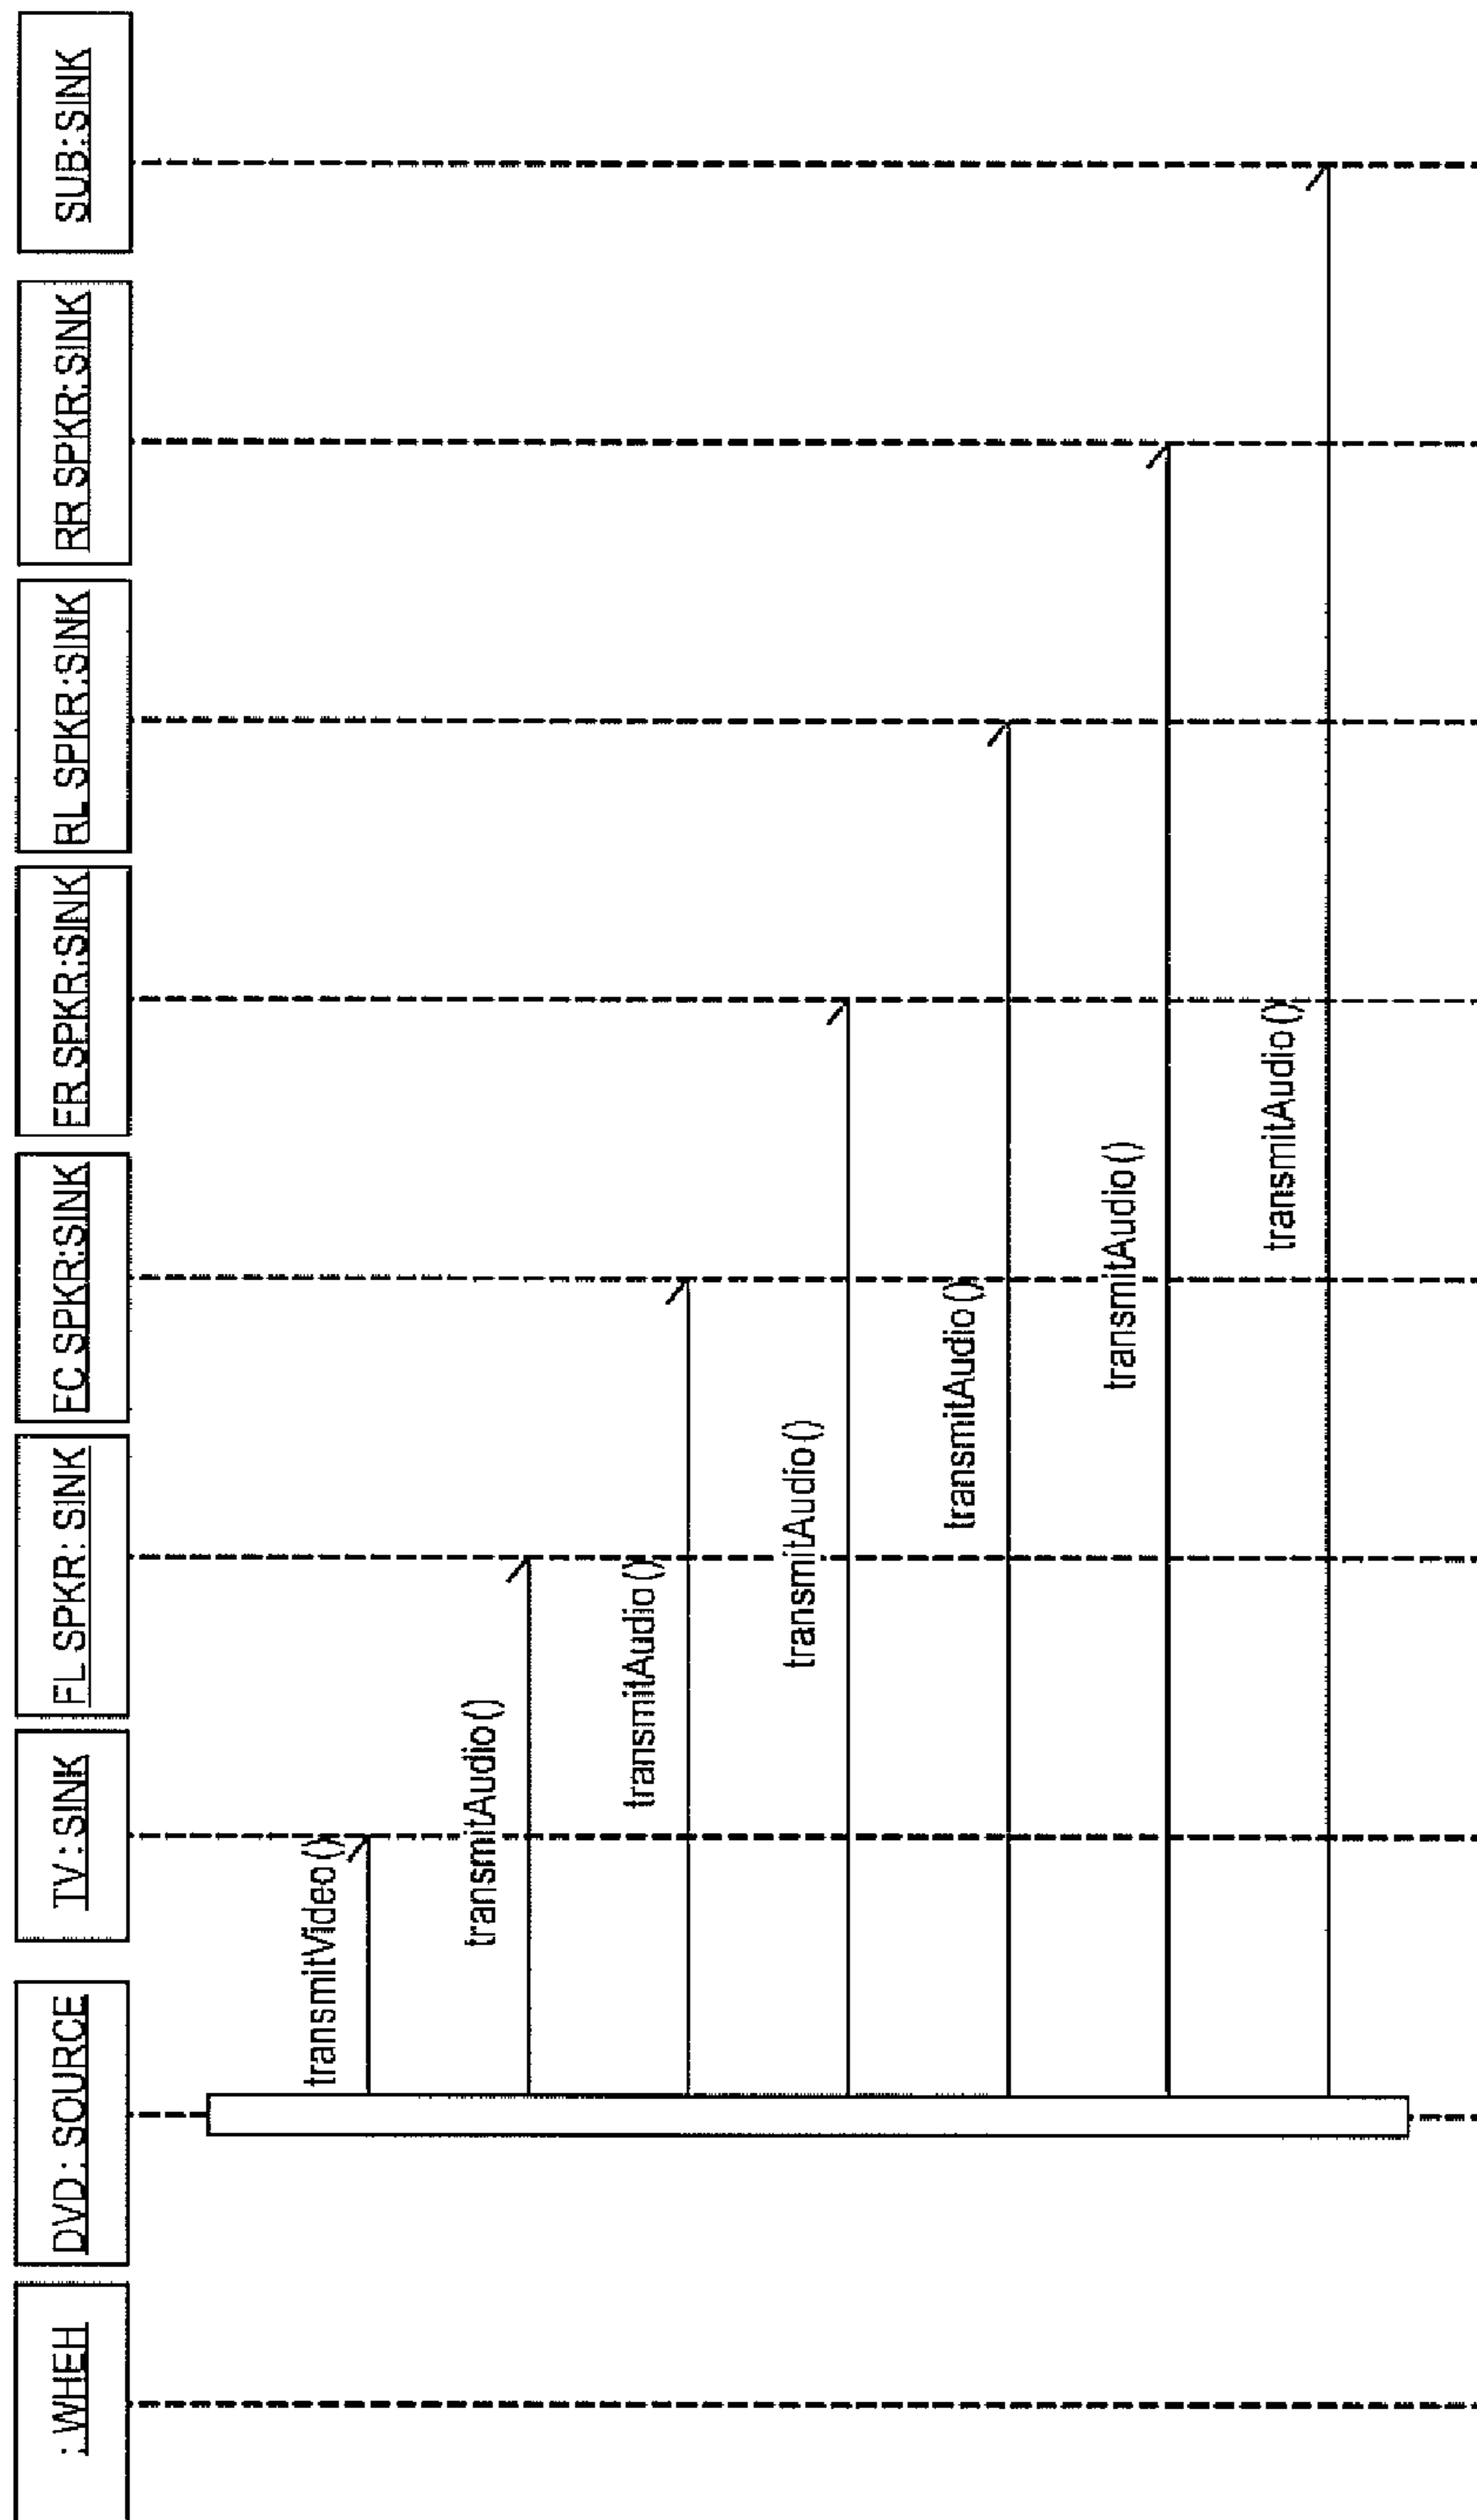 :WHEH
DVD: SOURCE
TV: SINK
FL SPKR: SINK
FC SPKR:SINK
FR SPKR:SINK
RL SPKR:SINK
RR SPKR:SINK
SUB:SINK
transmitVideo()
transmitAudio()
transmitAudio()
transmitAudio()
transmitAudio()
transmitAudio()
transmitAudio()